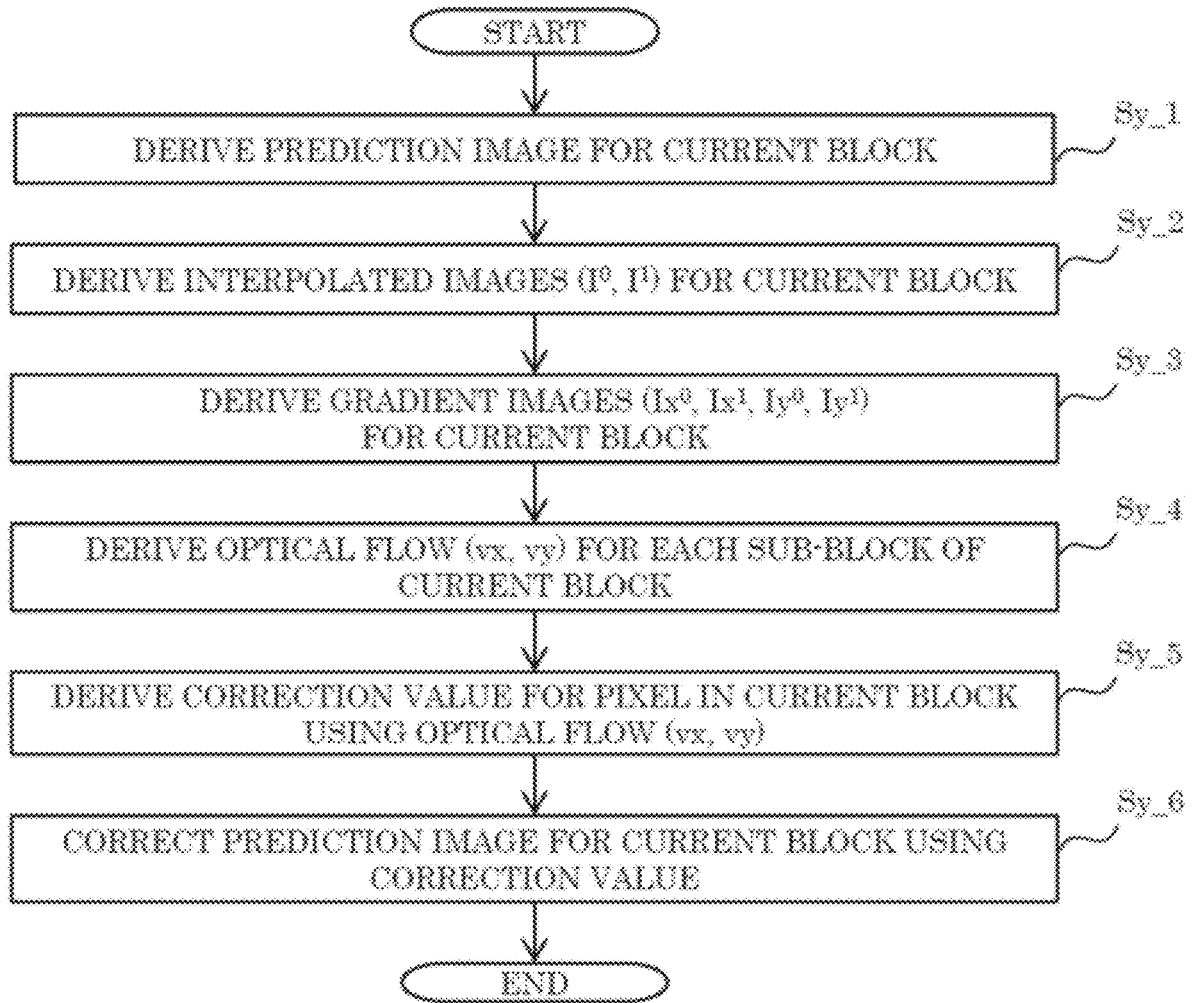 START
Sy_1
DERIVE PREDICTION IMAGE FOR CURRENT BLOCK
Sy_2
DERIVE INTERPOLATED IMAGES (I⁰, I¹) FOR CURRENT BLOCK
Sy_3
DERIVE GRADIENT IMAGES (Ix⁰, Ix¹, Iy⁰, Iy¹)
FOR CURRENT BLOCK
Sy_4
DERIVE OPTICAL FLOW (vx, vy) FOR EACH SUB-BLOCK OF
CURRENT BLOCK
Sy_5
DERIVE CORRECTION VALUE FOR PIXEL IN CURRENT BLOCK
USING OPTICAL FLOW (vx, vy)
Sy_6
CORRECT PREDICTION IMAGE FOR CURRENT BLOCK USING
CORRECTION VALUE
END